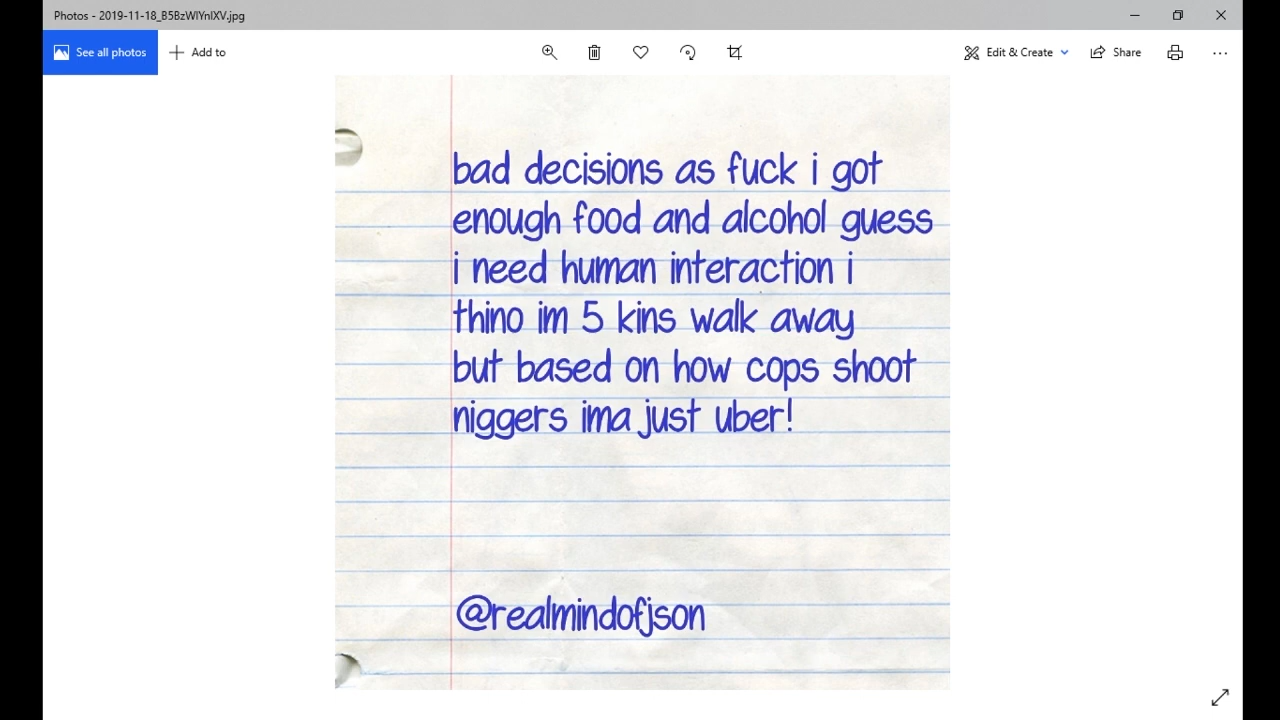 Photos - 2019-11-18_B5BzWlYnlXV.jpg
See all photos
Add to
Edit & Create
Share
bad decisions as fuck i got
enough food and alcohol guess
i need human interaction i
thino im 5 kins walk away
but based on how cops shoot
niggers ima just uber!
@realmindofjson